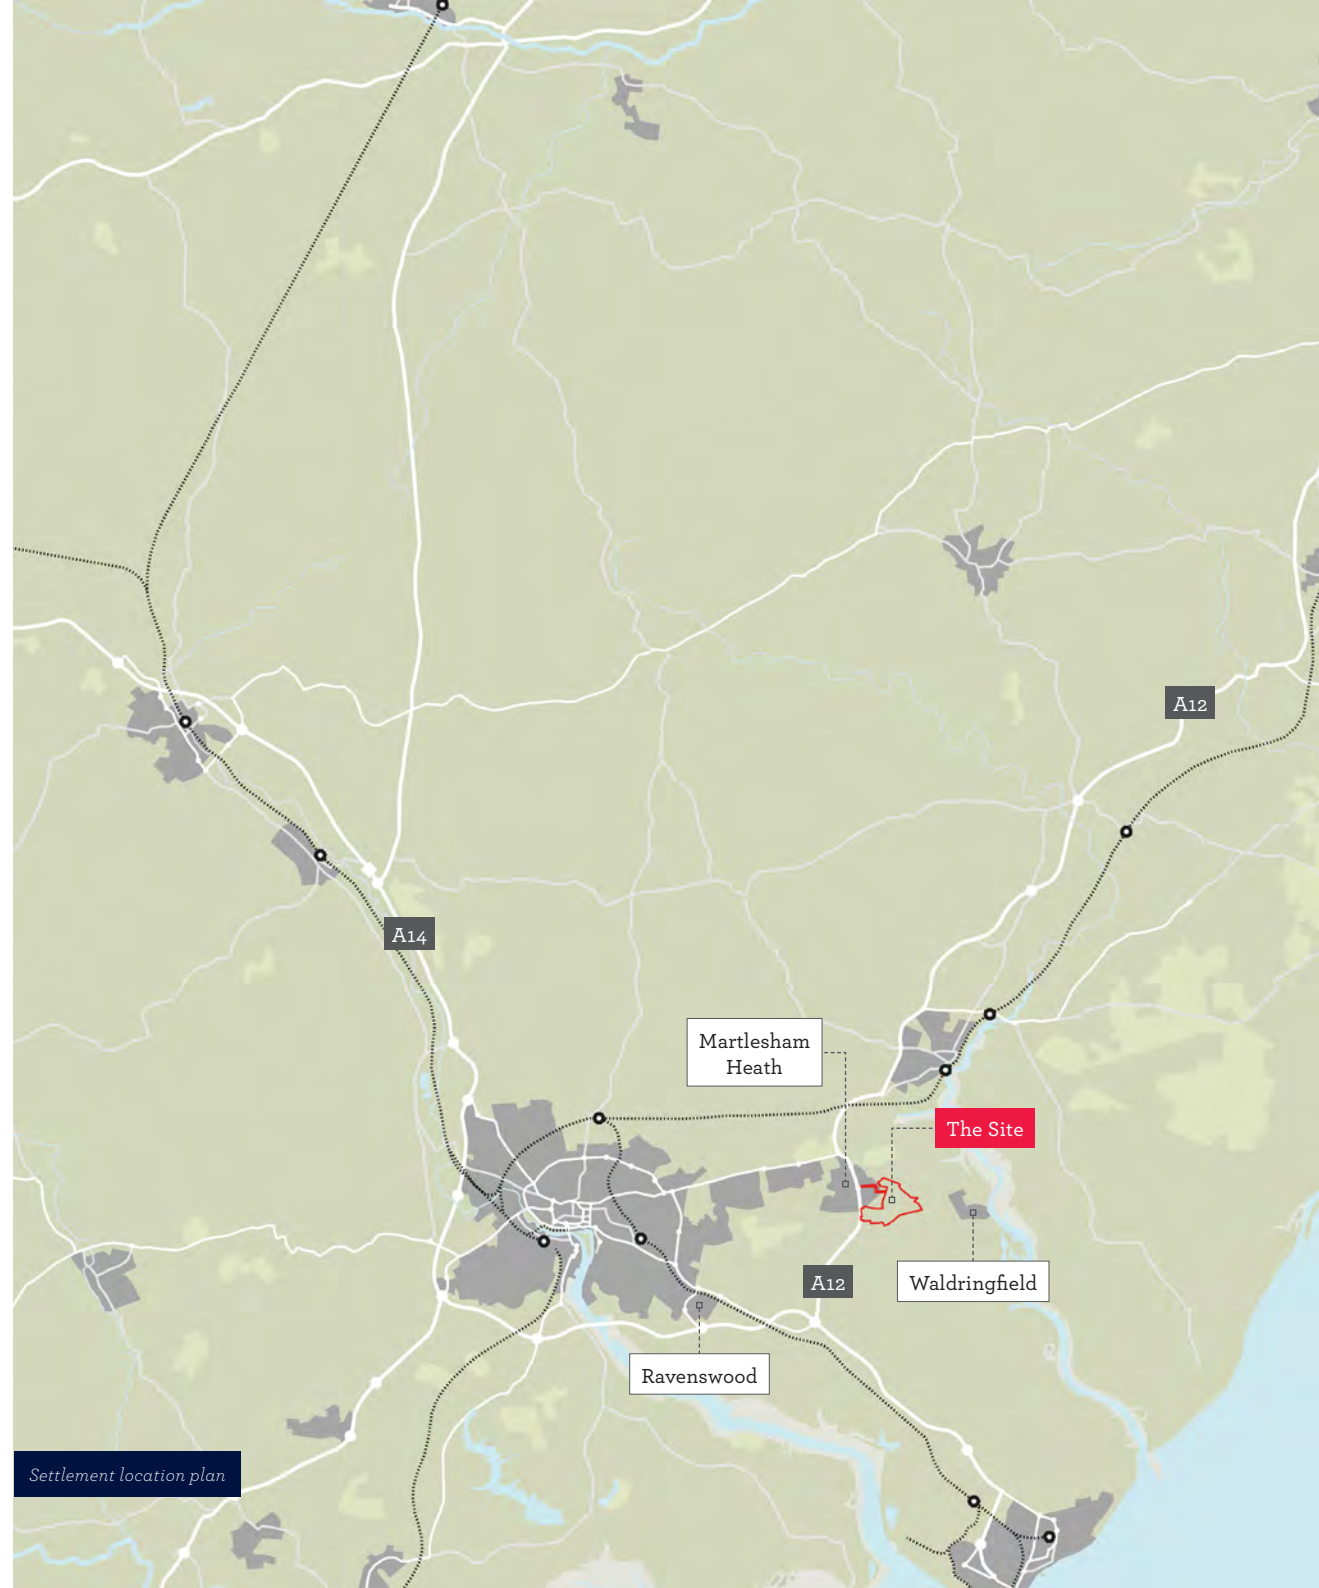 A12
A14
Martlesham
Heath
The Site
A12
Waldringfield
Ravenswood
Settlement location plan